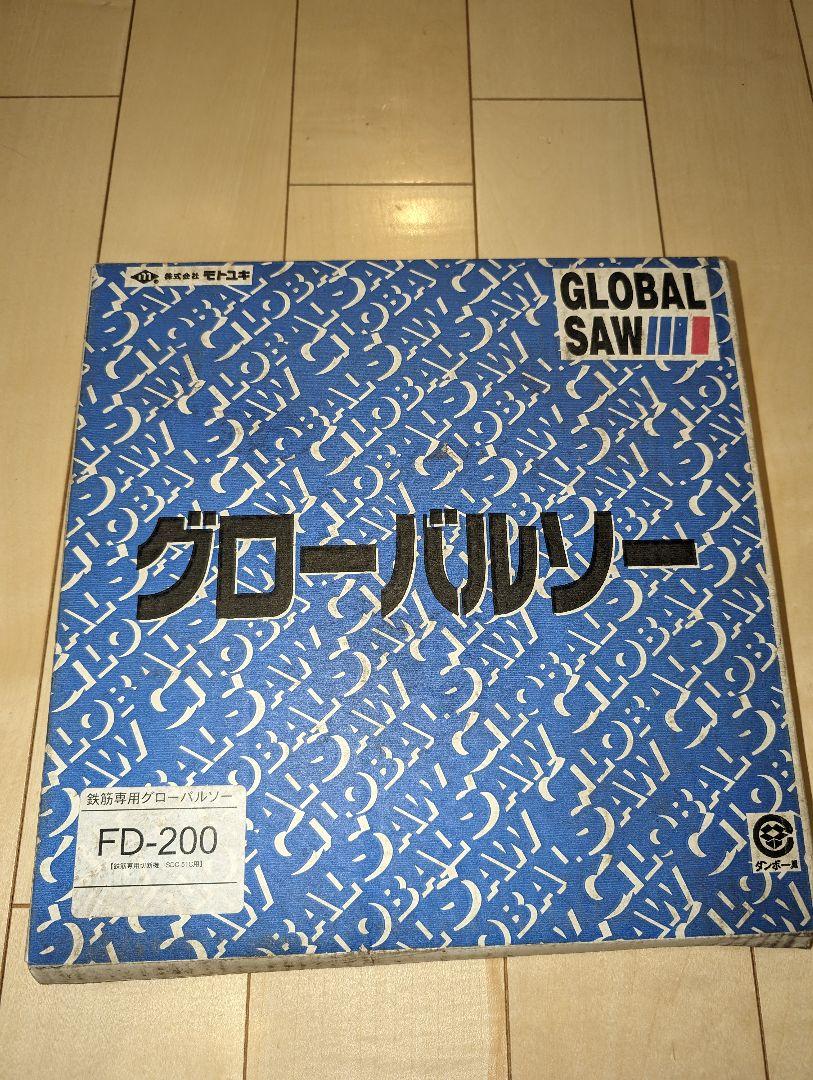 株式会社 モトユキ
GLOBAL
SAW
グローバルソー
鉄筋専用グローバルソー
FD-200
ダンボール